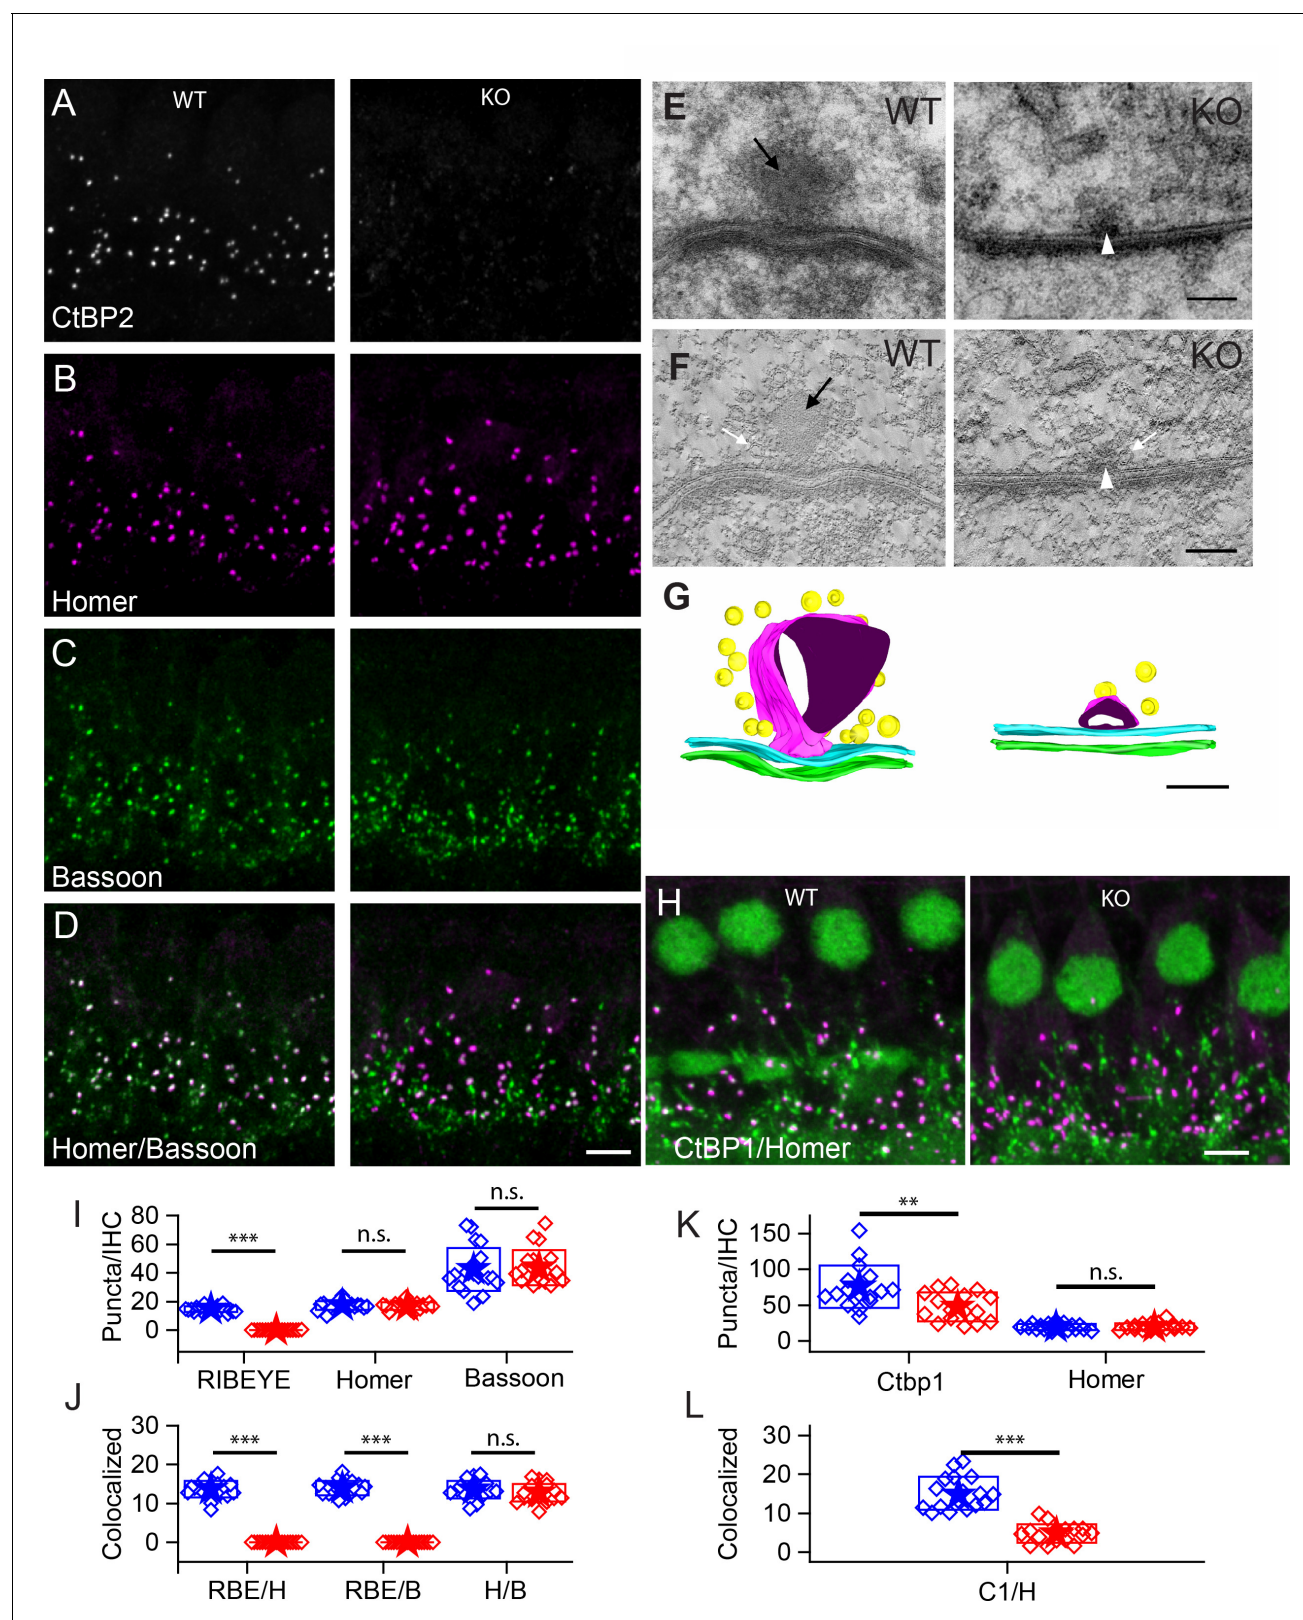 A WT KO
CtBP2
B
Homer
C
Bassoon
D
Homer/Bassoon
E WT KO
F WT KO
G
H WT KO
CtBP1/Homer
I
Puncta/IHC
80
60
40
20
0
*** n.s. n.s.
RIBEYE Homer Bassoon
J
Colocalized
30
20
10
0
*** *** n.s.
RBE/H RBE/B H/B
K
Puncta/IHC
150
100
50
0
** n.s.
Ctbp1 Homer
L
Colocalized
30
20
10
0
***
C1/H